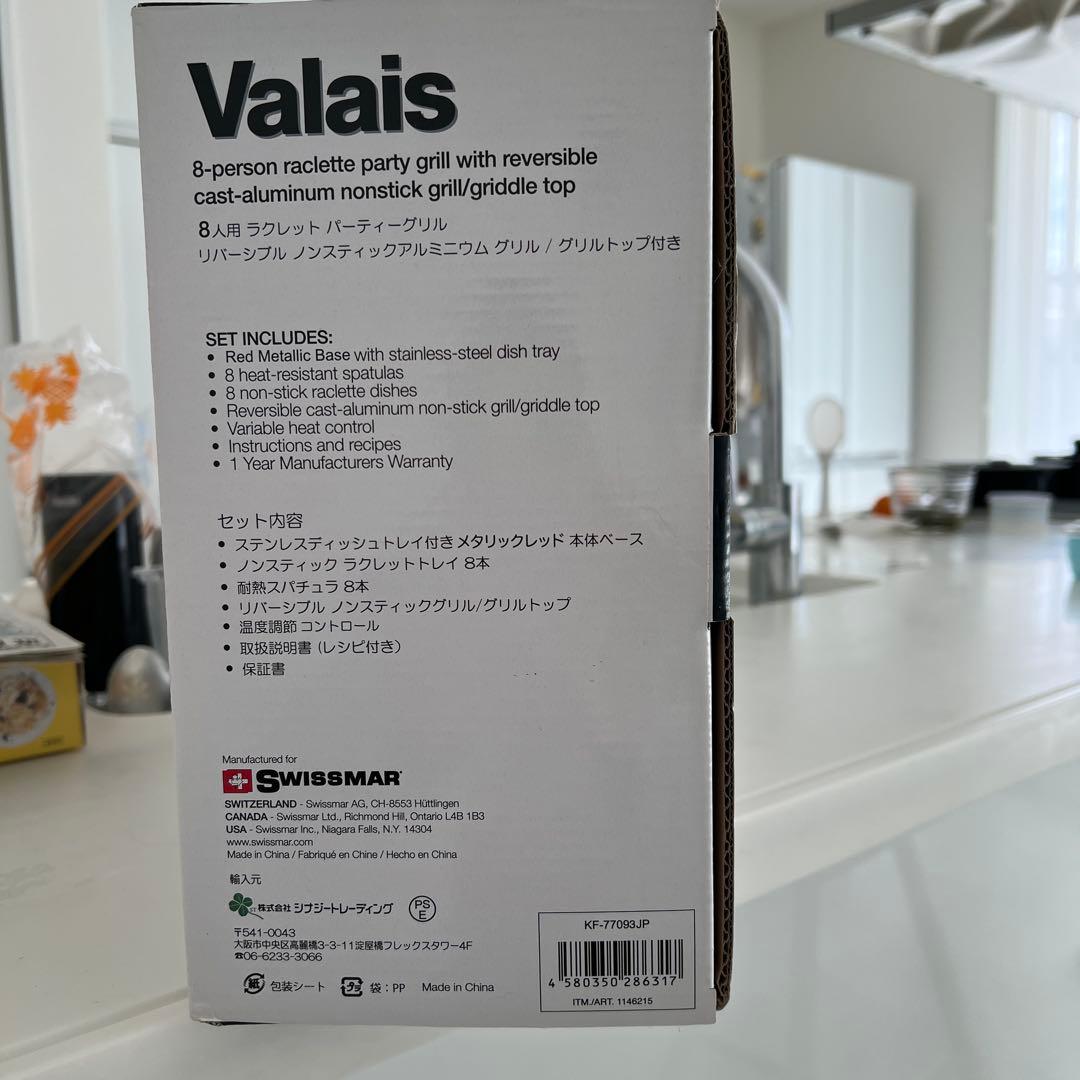 Valais
8-person raclette party grill with reversible
cast-aluminum nonstick grill/griddle top
8人用 ラクレット パーティーグリル
リバーシブル ノンスティックアルミニウム グリル / グリルトップ付き
SET INCLUDES:
• Red Metallic Base with stainless-steel dish tray
• 8 heat-resistant spatulas
• 8 non-stick raclette dishes
• Reversible cast-aluminum non-stick grill/griddle top
• Variable heat control
• Instructions and recipes
• 1 Year Manufacturers Warranty
セット内容
• ステンレスディッシュトレイ付きメタリックレッド 本体ベース
• ノンスティック ラクレットトレイ 8本
• 耐熱スパチュラ 8本
• リバーシブル ノンスティックグリル/グリルトップ
• 温度調節 コントロール
• 取扱説明書 (レシピ付き)
• 保証書
Manufactured for
SWISSMAR
SWITZERLAND - Swissmar AG, CH-8553 Hüttlingen
CANADA - Swissmar Ltd., Richmond Hill, Ontario L4B 1B3
USA - Swissmar Inc., Niagara Falls, N.Y. 14304
www.swissmar.com
Made in China / Fabriqué en Chine / Hecho en China
輸入元
株式会社 シナジートレーディング PSE
〒541-0043
大阪市中央区高麗橋3-3-11淀屋橋フレックスタワー4F
☎06-6233-3066
紙 包装シート プラ 袋：PP Made in China
KF-77093JP
4 580350 286317
ITM./ART. 1146215